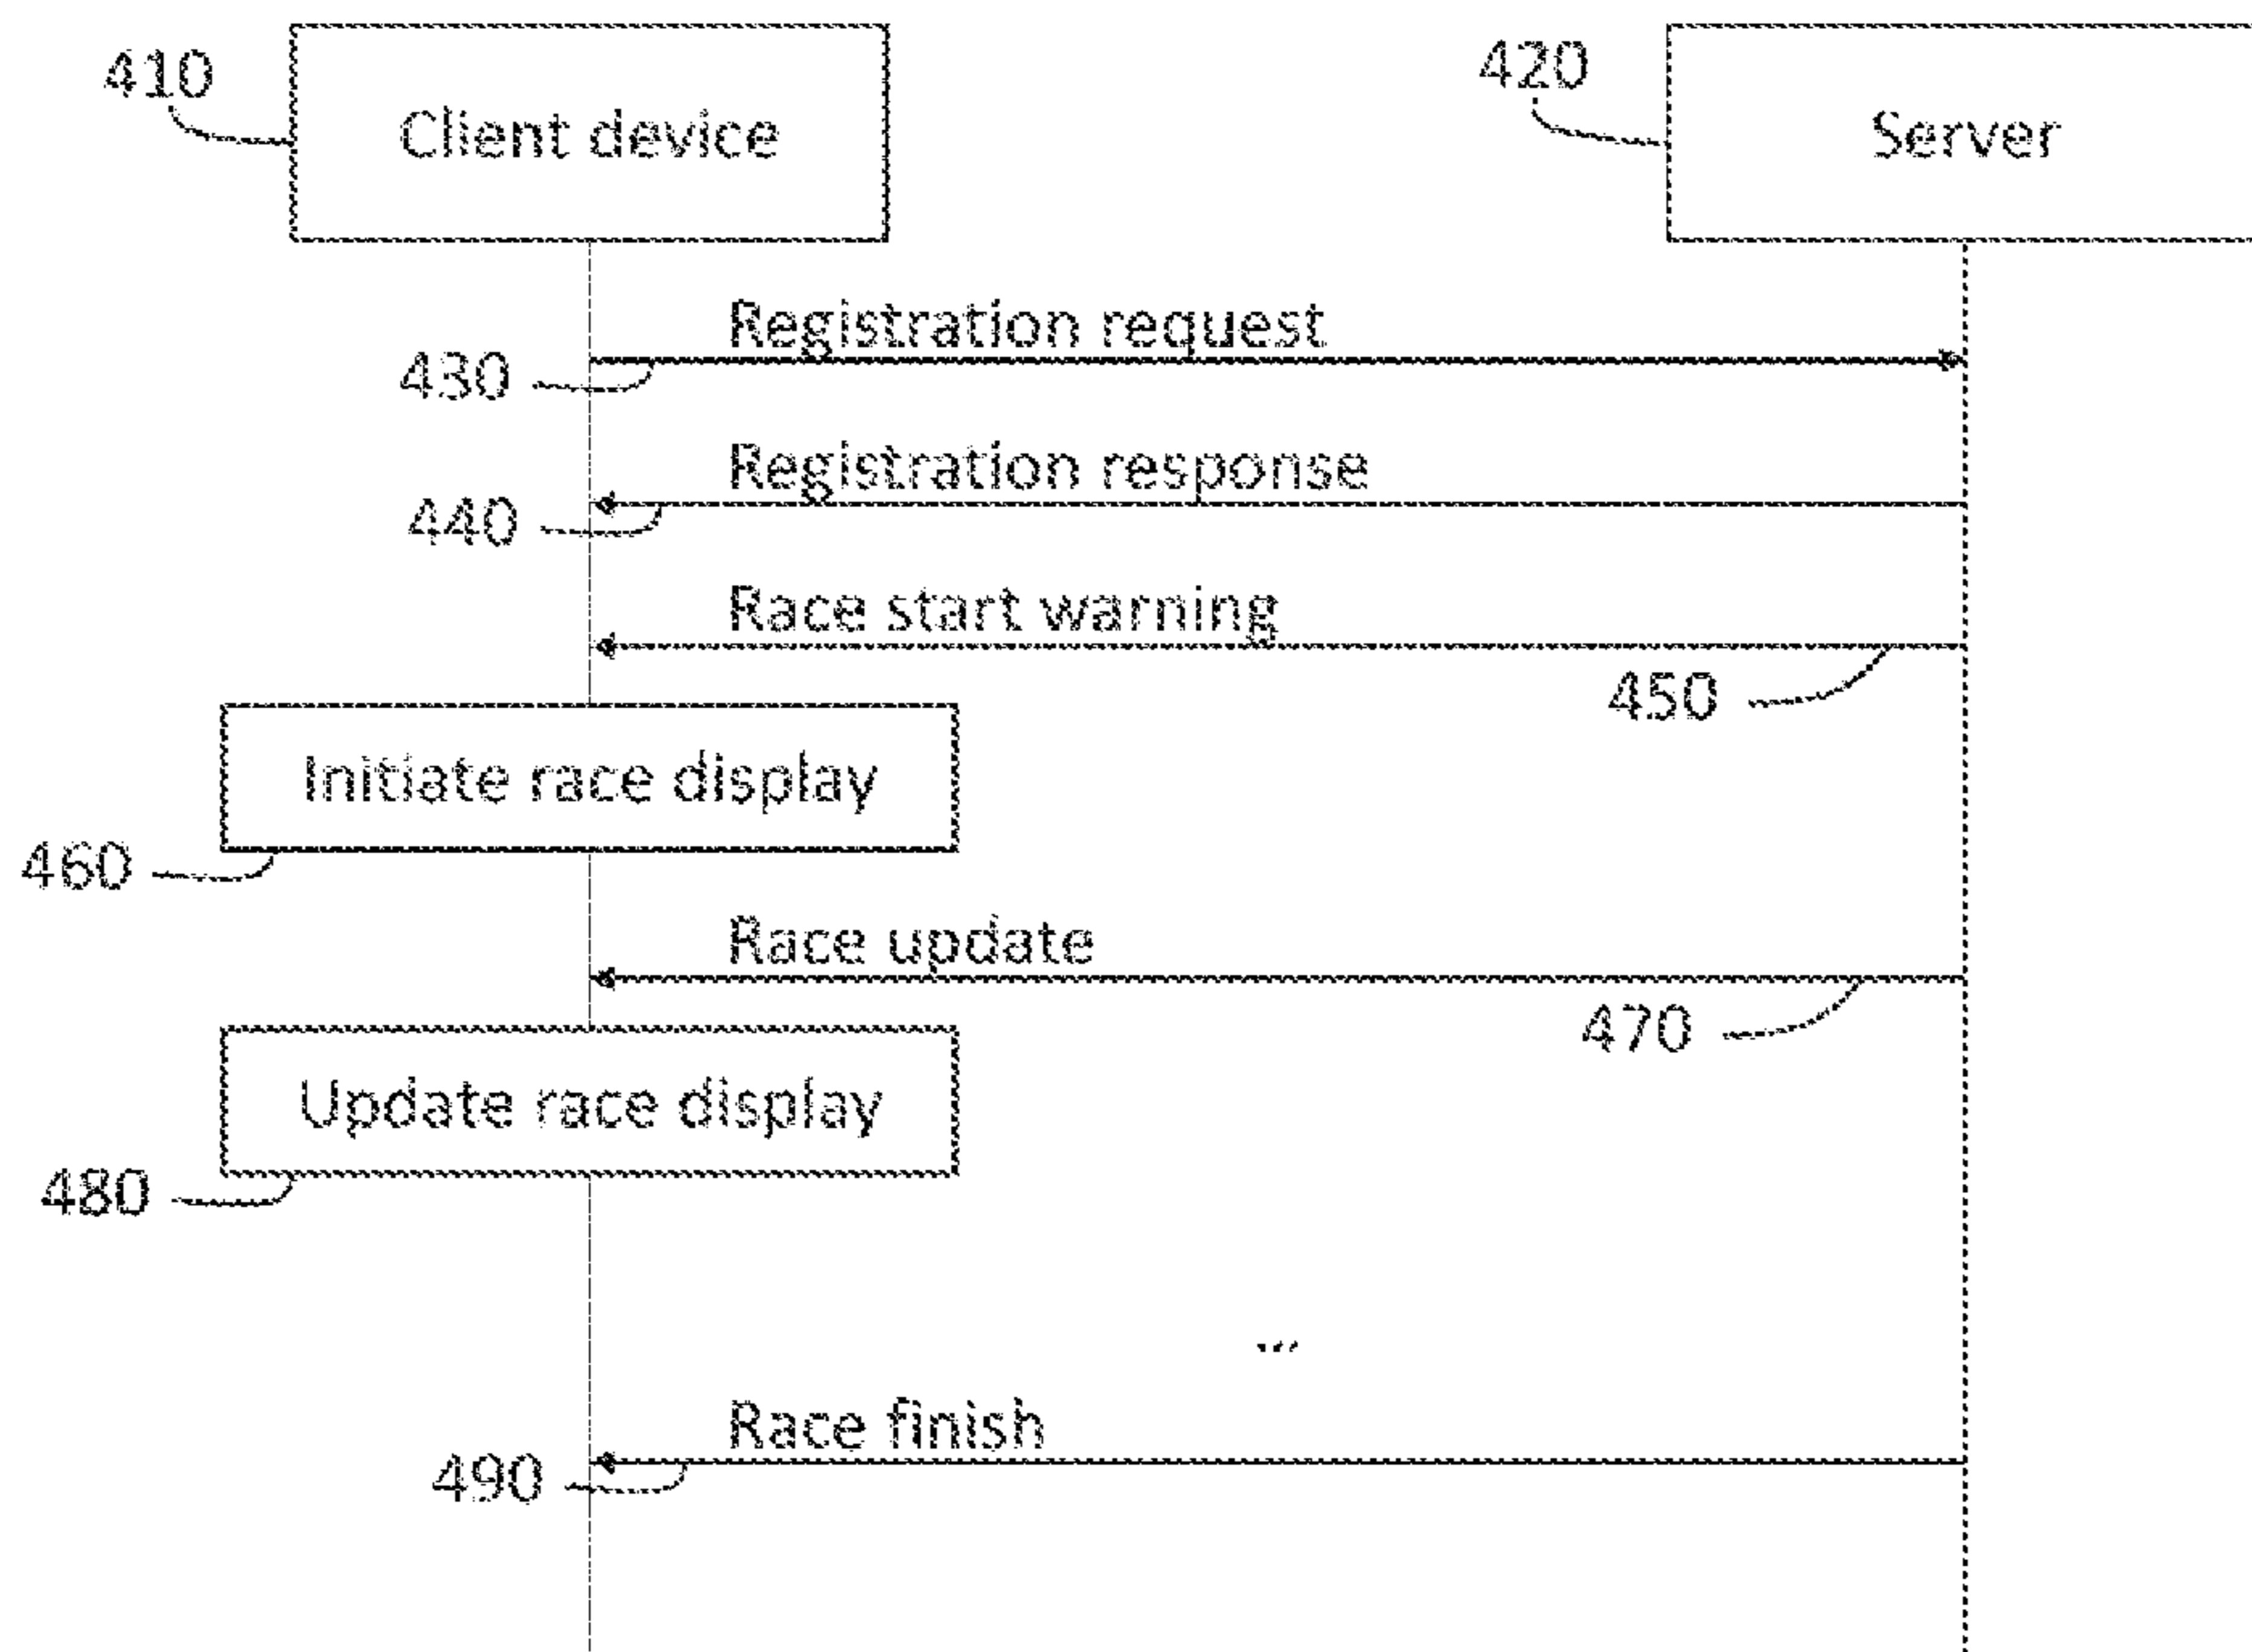 410
Client device
420
Server
Registration request
430
Registration response
440
Race start warning
450
Initiate race display
460
Race update
470
Update race display
480
...
Race finish
490